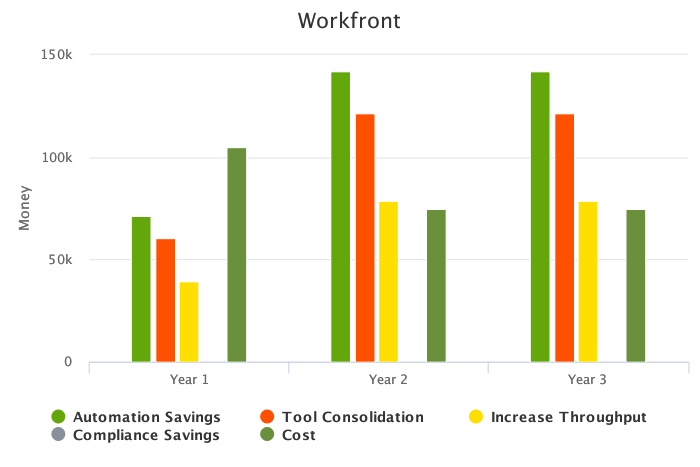 Workfront
150k
100k
50k
0
Money
Year 1 Year 2 Year 3
Automation Savings Tool Consolidation Increase Throughput
Compliance Savings Cost